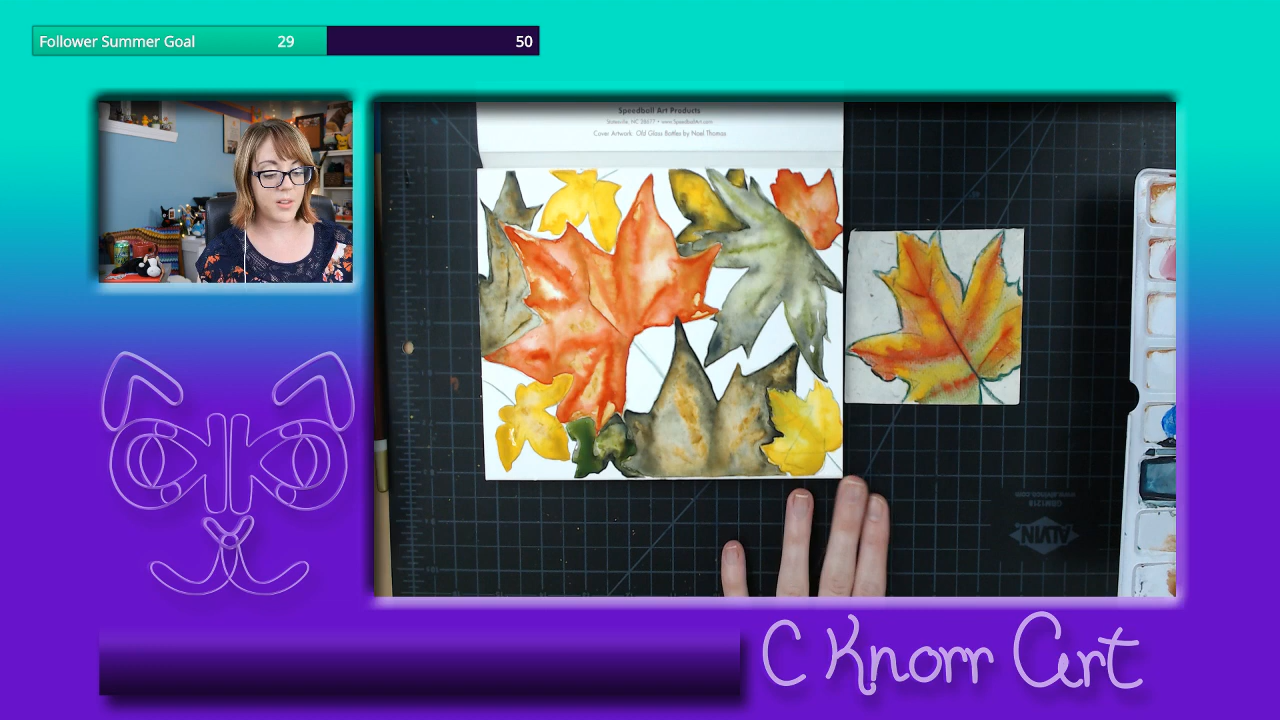 Follower Summer Goal 29 50
Speedball Art Products
Statesville, NC 28677 • www.SpeedballArt.com
Cover Artwork: Old Glass Bottles by Noel Thomas
ALVIN
C Knorr Art